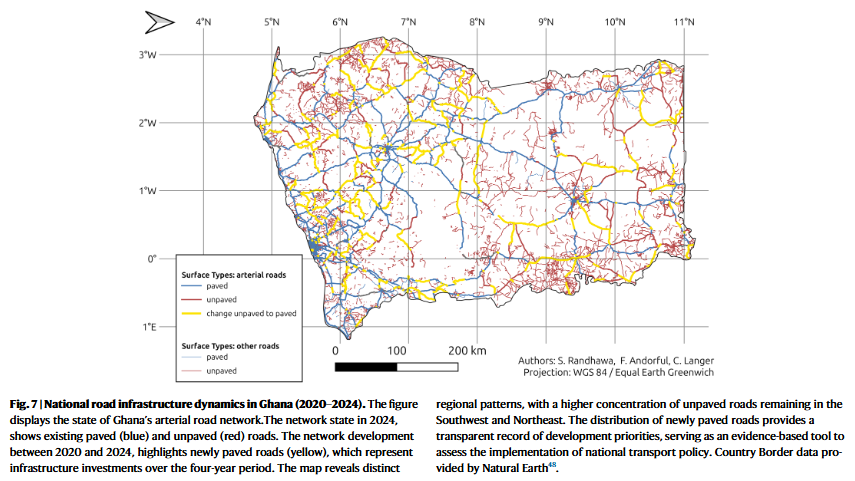 4°N 5°N 6°N 7°N 8°N 9°N 10°N 11°N
3°W
2°W
1°W
0°
1°E
Surface Types: arterial roads
paved
unpaved
change unpaved to paved
Surface Types: other roads
paved
unpaved
0 100 200 km
Authors: S. Randhawa, F. Andorful, C. Langer
Projection: WGS 84 / Equal Earth Greenwich
Fig. 7 | National road infrastructure dynamics in Ghana (2020–2024). The figure
displays the state of Ghana's arterial road network.The network state in 2024,
shows existing paved (blue) and unpaved (red) roads. The network development
between 2020 and 2024, highlights newly paved roads (yellow), which represent
infrastructure investments over the four-year period. The map reveals distinct
regional patterns, with a higher concentration of unpaved roads remaining in the
Southwest and Northeast. The distribution of newly paved roads provides a
transparent record of development priorities, serving as an evidence-based tool to
assess the implementation of national transport policy. Country Border data pro-
vided by Natural Earth⁴⁸.